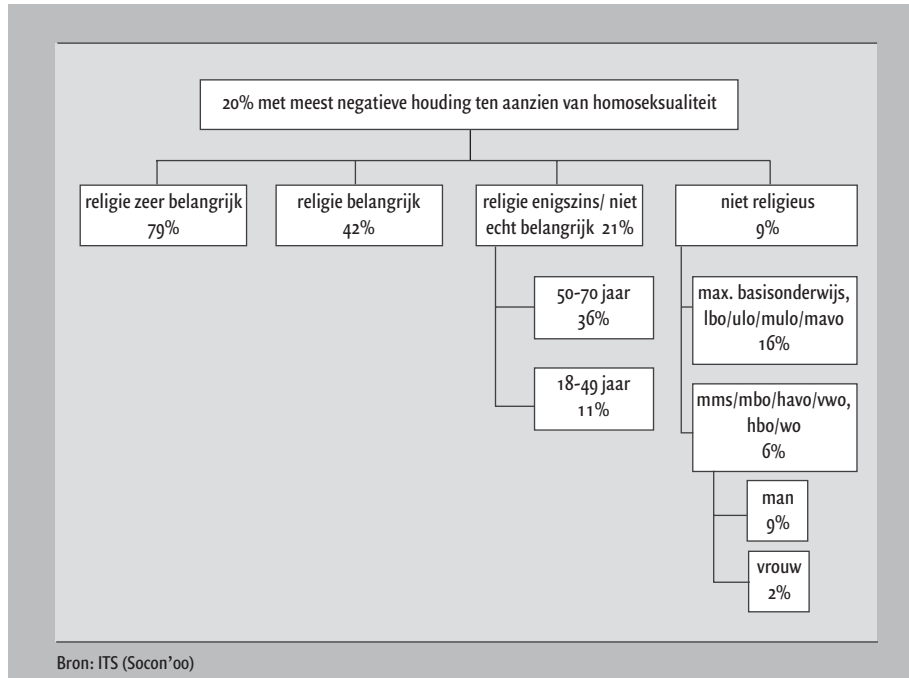 20% met meest negatieve houding ten aanzien van homoseksualiteit
religie zeer belangrijk
79%
religie belangrijk
42%
religie enigszins/ niet
echt belangrijk 21%
50-70 jaar
36%
18-49 jaar
11%
niet religieus
9%
max. basisonderwijs,
lbo/ulo/mulo/mavo
16%
mms/mbo/havo/vwo,
hbo/wo
6%
man
9%
vrouw
2%
Bron: ITS (Socon'00)